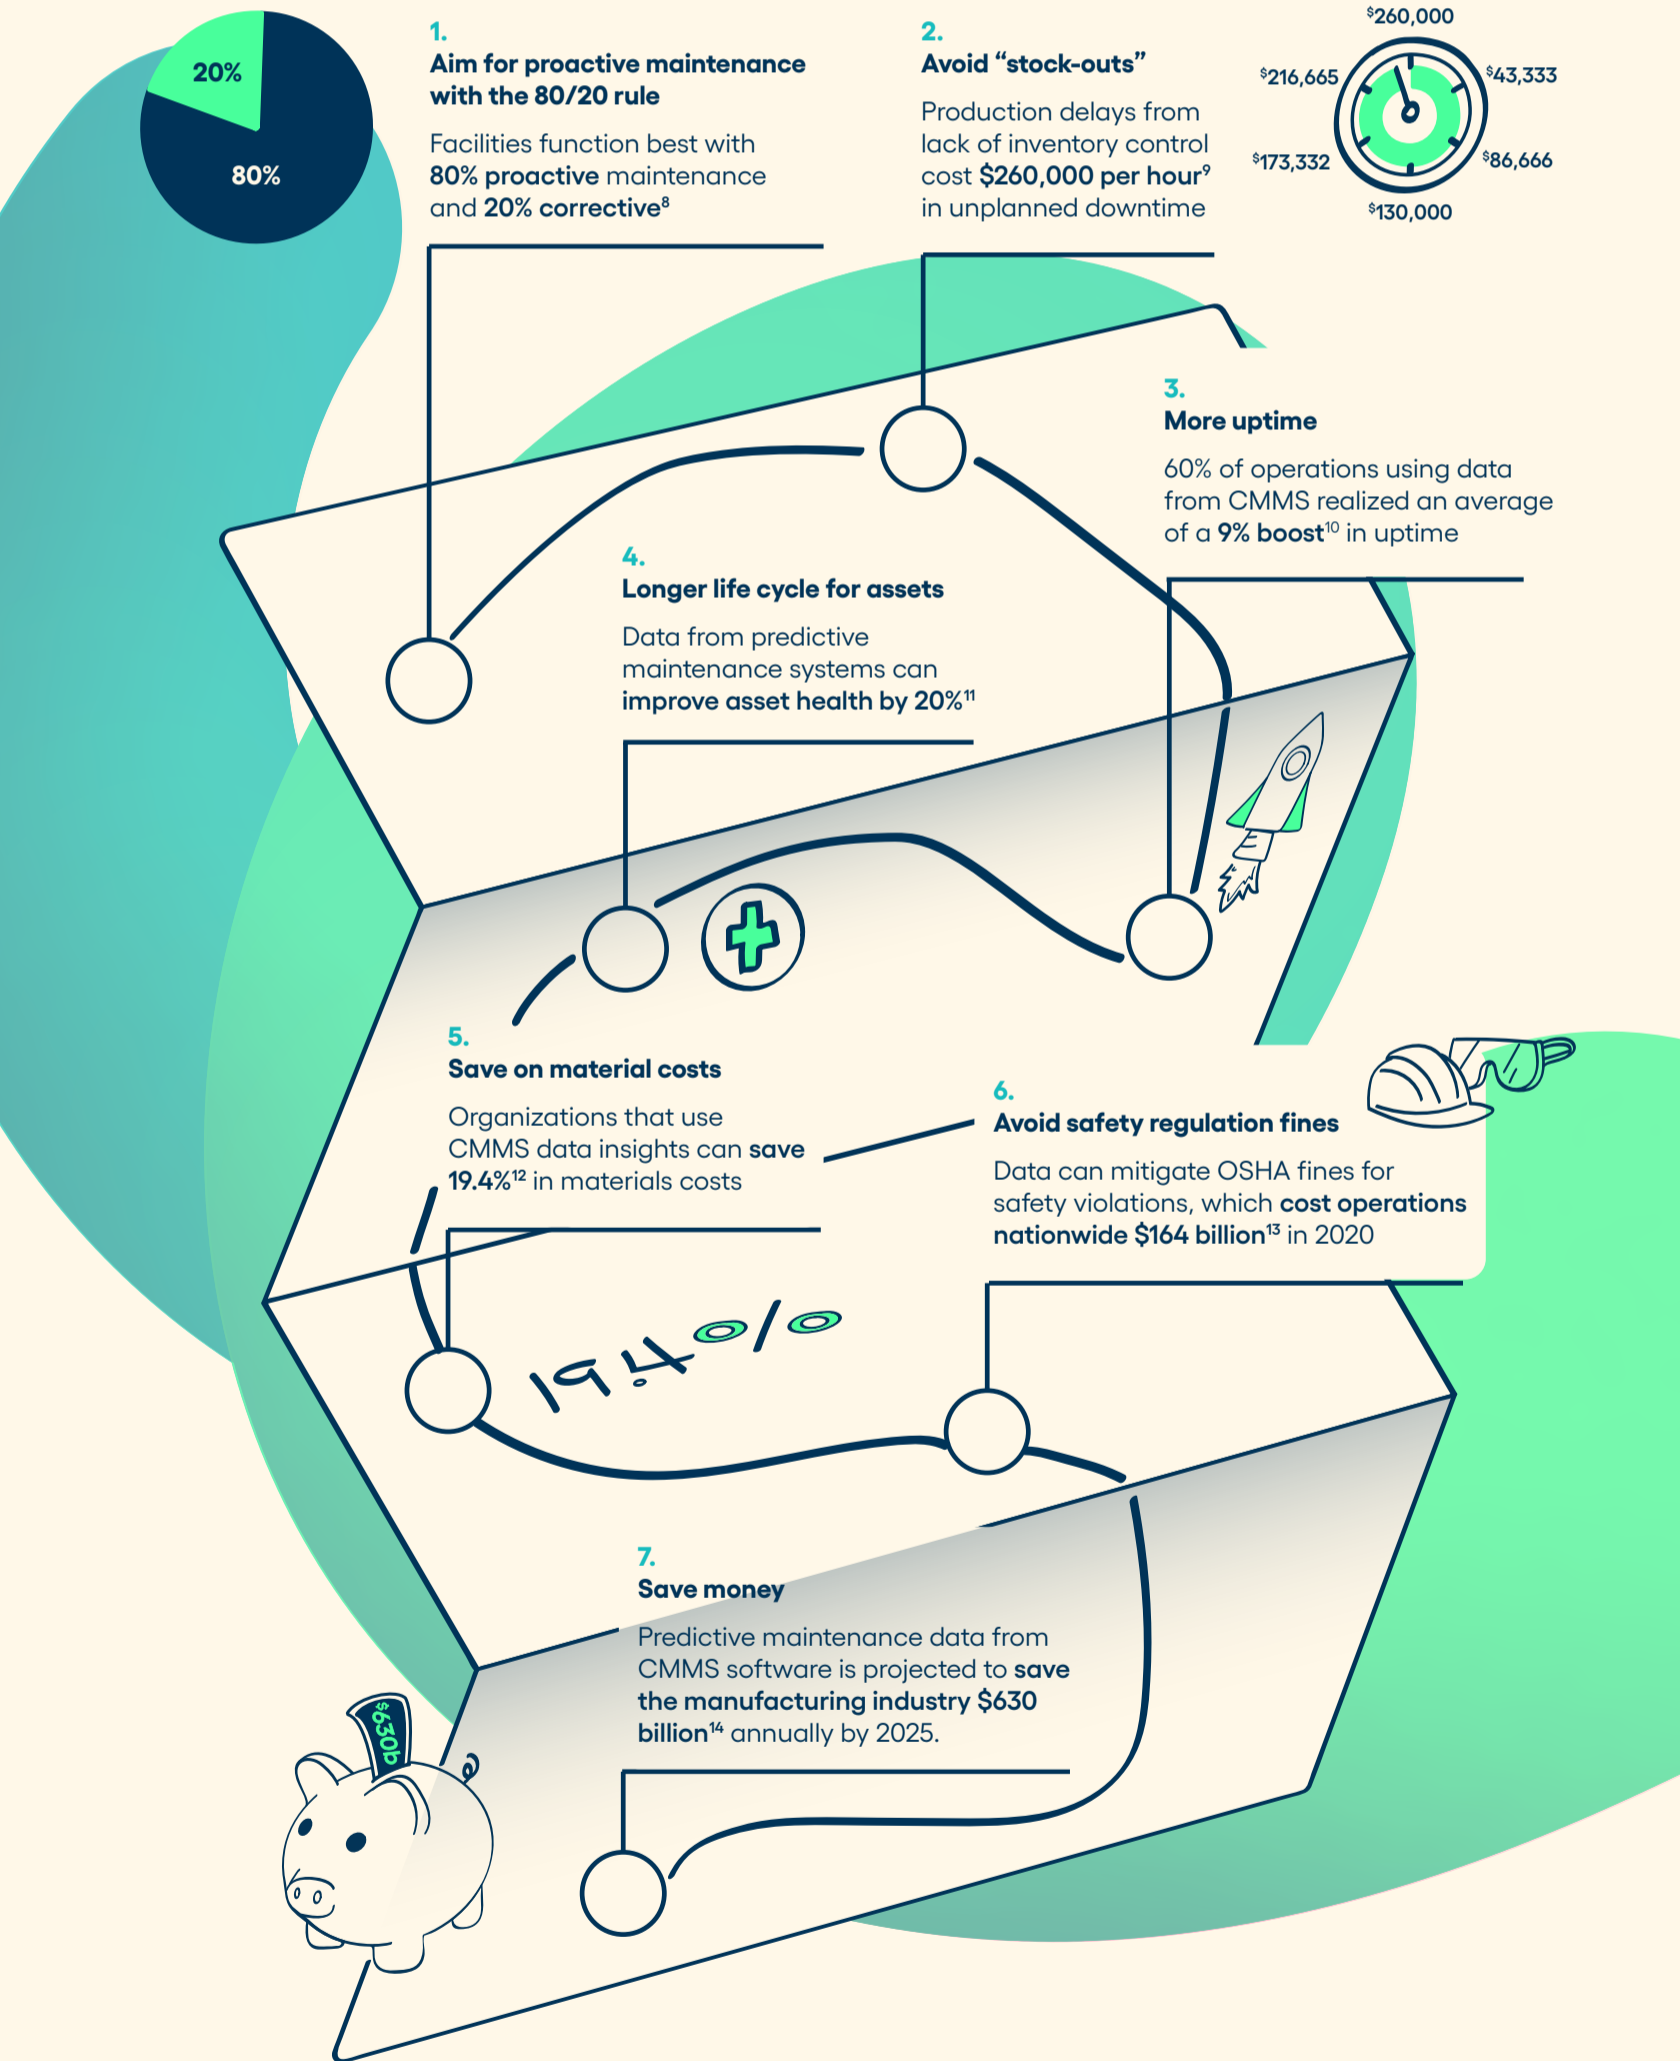 20%
80%
1.
Aim for proactive maintenance
with the 80/20 rule
Facilities function best with
80% proactive maintenance
and 20% corrective⁸
2.
Avoid “stock-outs”
Production delays from
lack of inventory control
cost $260,000 per hour⁹
in unplanned downtime
$260,000
$43,333
$86,666
$130,000
$173,332
$216,665
3.
More uptime
60% of operations using data
from CMMS realized an average
of a 9% boost¹⁰ in uptime
4.
Longer life cycle for assets
Data from predictive
maintenance systems can
improve asset health by 20%¹¹
5.
Save on material costs
Organizations that use
CMMS data insights can save
19.4%¹² in materials costs
19.4%
6.
Avoid safety regulation fines
Data can mitigate OSHA fines for
safety violations, which cost operations
nationwide $164 billion¹³ in 2020
7.
Save money
Predictive maintenance data from
CMMS software is projected to save
the manufacturing industry $630
billion¹⁴ annually by 2025.
$630b